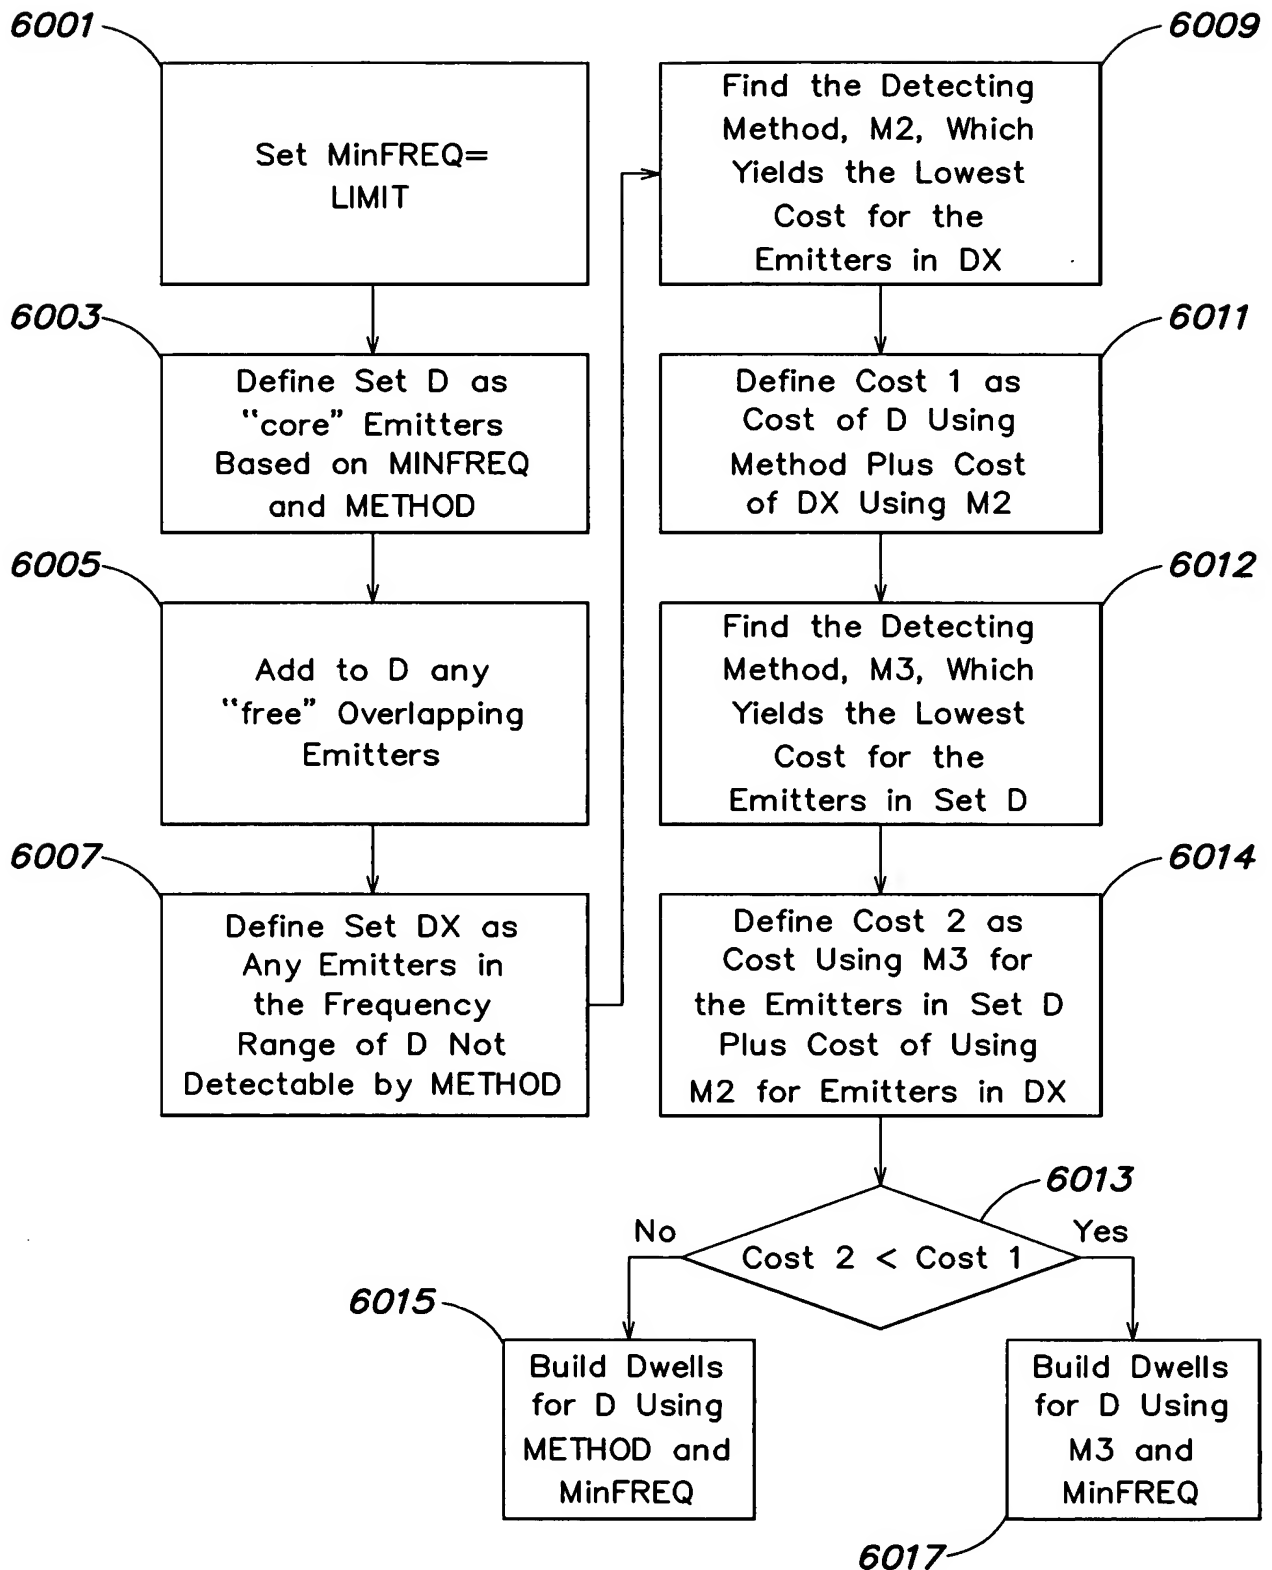 6001
Set MinFREQ=
LIMIT
6003
Define Set D as
"core" Emitters
Based on MINFREQ
and METHOD
6005
Add to D any
"free" Overlapping
Emitters
6007
Define Set DX as
Any Emitters in
the Frequency
Range of D Not
Detectable by METHOD
6009
Find the Detecting
Method, M2, Which
Yields the Lowest
Cost for the
Emitters in DX
6011
Define Cost 1 as
Cost of D Using
Method Plus Cost
of DX Using M2
6012
Find the Detecting
Method, M3, Which
Yields the Lowest
Cost for the
Emitters in Set D
6014
Define Cost 2 as
Cost Using M3 for
the Emitters in Set D
Plus Cost of Using
M2 for Emitters in DX
6013
Cost 2 < Cost 1
No
Yes
6015
Build Dwells
for D Using
METHOD and
MinFREQ
Build Dwells
for D Using
M3 and
MinFREQ
6017